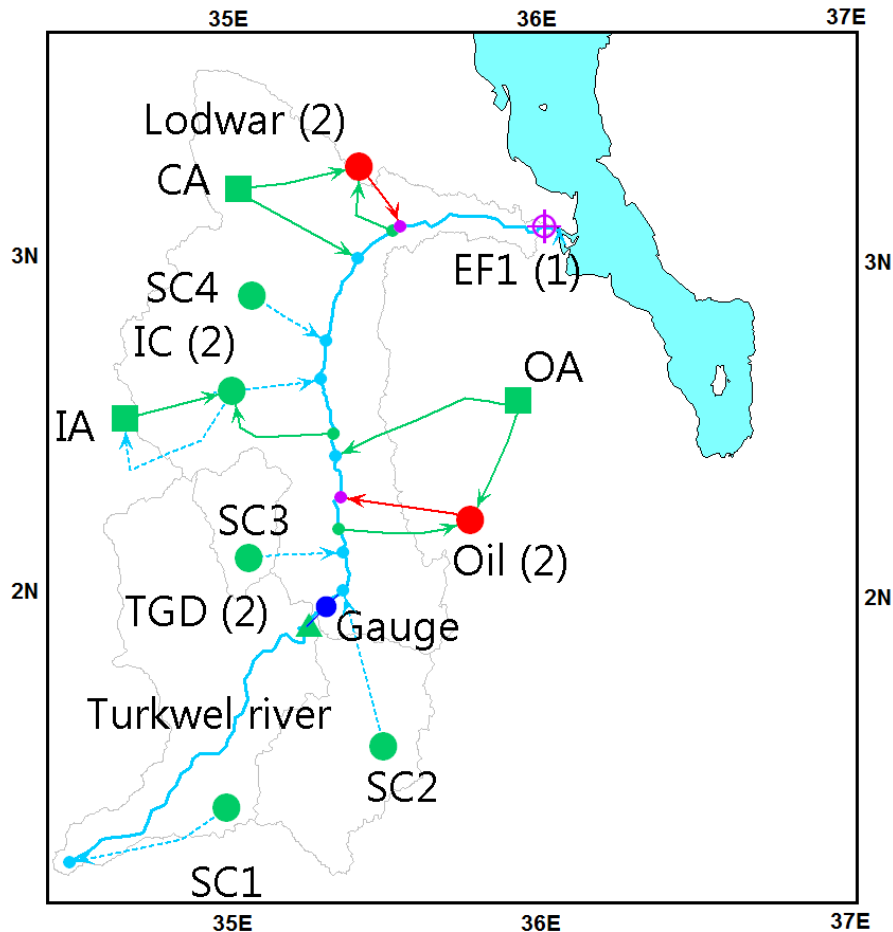 35E 36E 37E
Lodwar (2)
CA
3N 3N
EF1 (1)
SC4
IC (2)
OA
IA
SC3
Oil (2)
2N 2N
TGD (2)
Gauge
Turkwel river
SC2
SC1
35E 36E 37E